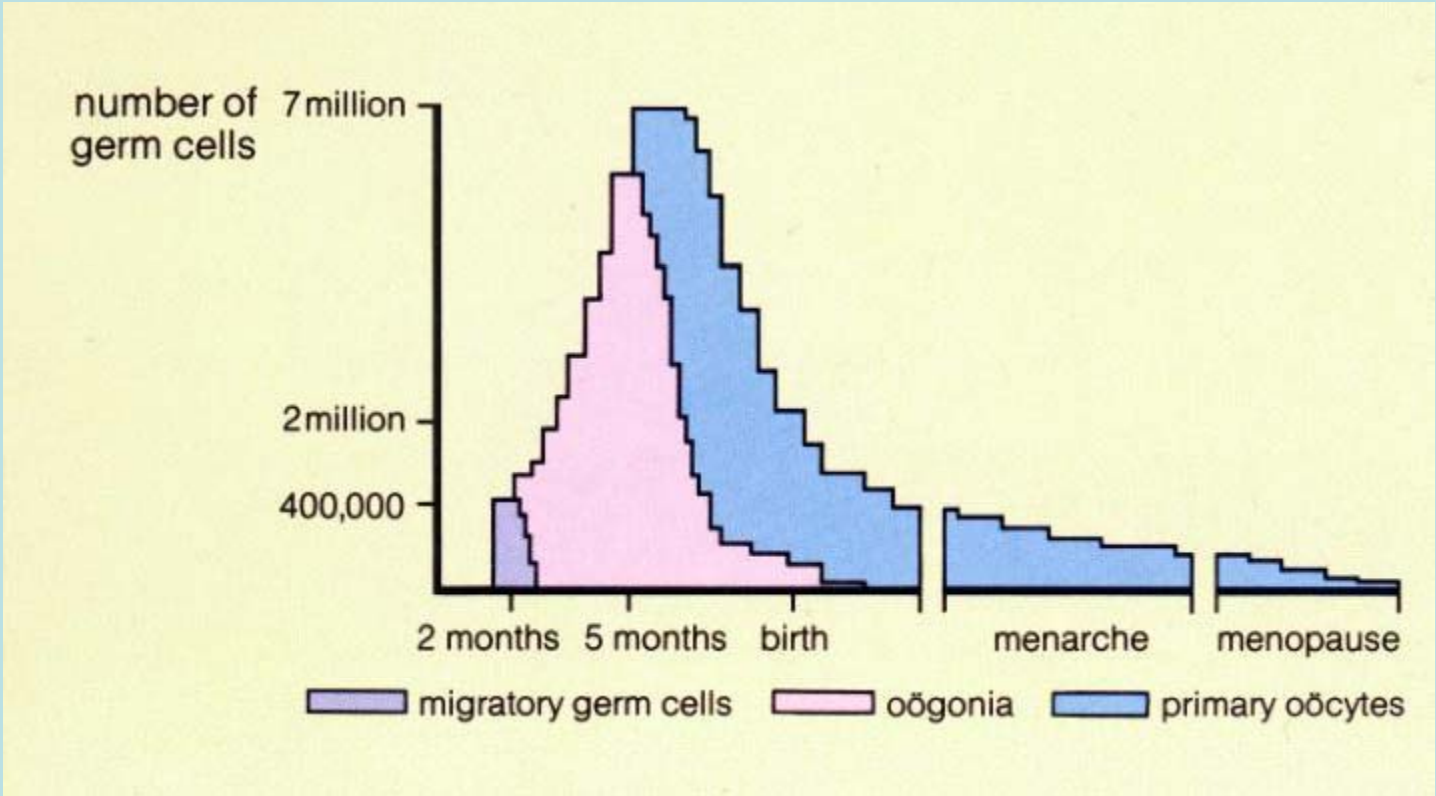 number of
germ cells
7 million
2 million
400,000
2 months 5 months birth menarche menopause
migratory germ cells oögonia primary oöcytes